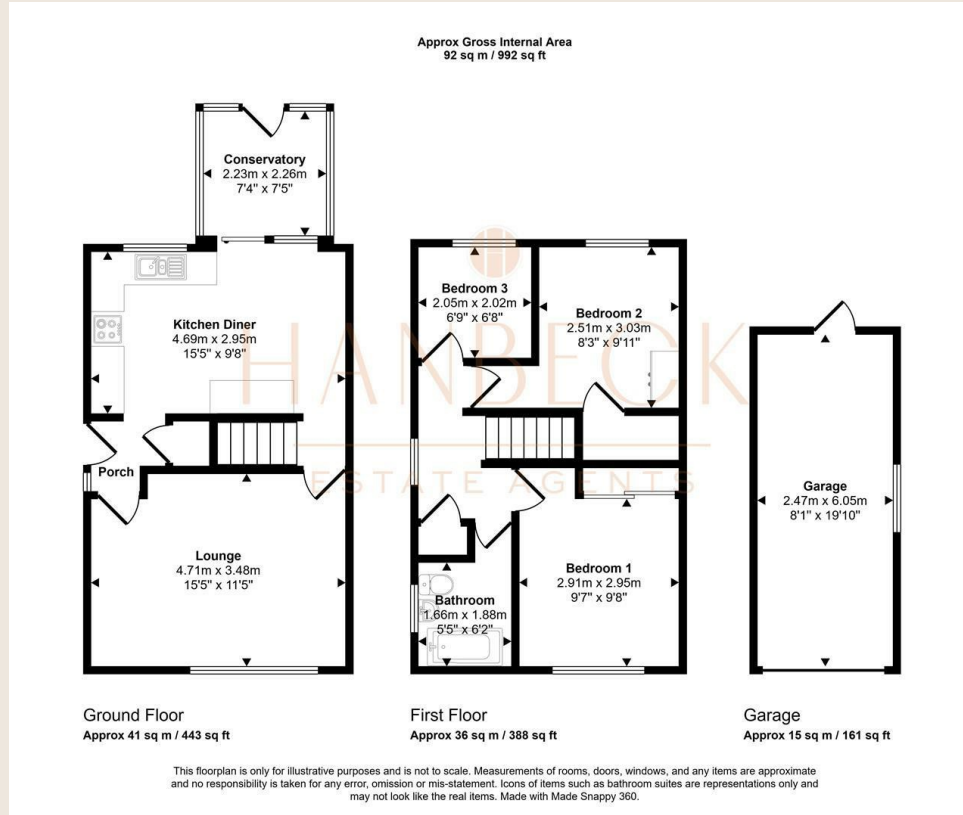 Approx Gross Internal Area
92 sq m / 992 sq ft
Conservatory
2.23m x 2.26m
7'4" x 7'5"
Kitchen Diner
4.69m x 2.95m
15'5" x 9'8"
Porch
Lounge
4.71m x 3.48m
15'5" x 11'5"
Bedroom 3
2.05m x 2.02m
6'9" x 6'8"
Bedroom 2
2.51m x 3.03m
8'3" x 9'11"
HANBECK
ESTATE AGENTS
Bedroom 1
2.91m x 2.95m
9'7" x 9'8"
Bathroom
1.66m x 1.88m
5'5" x 6'2"
Garage
2.47m x 6.05m
8'1" x 19'10"
Ground Floor
Approx 41 sq m / 443 sq ft
First Floor
Approx 36 sq m / 388 sq ft
Garage
Approx 15 sq m / 161 sq ft
This floorplan is only for illustrative purposes and is not to scale. Measurements of rooms, doors, windows, and any items are approximate
and no responsibility is taken for any error, omission or mis-statement. Icons of items such as bathroom suites are representations only and
may not look like the real items. Made with Made Snappy 360.